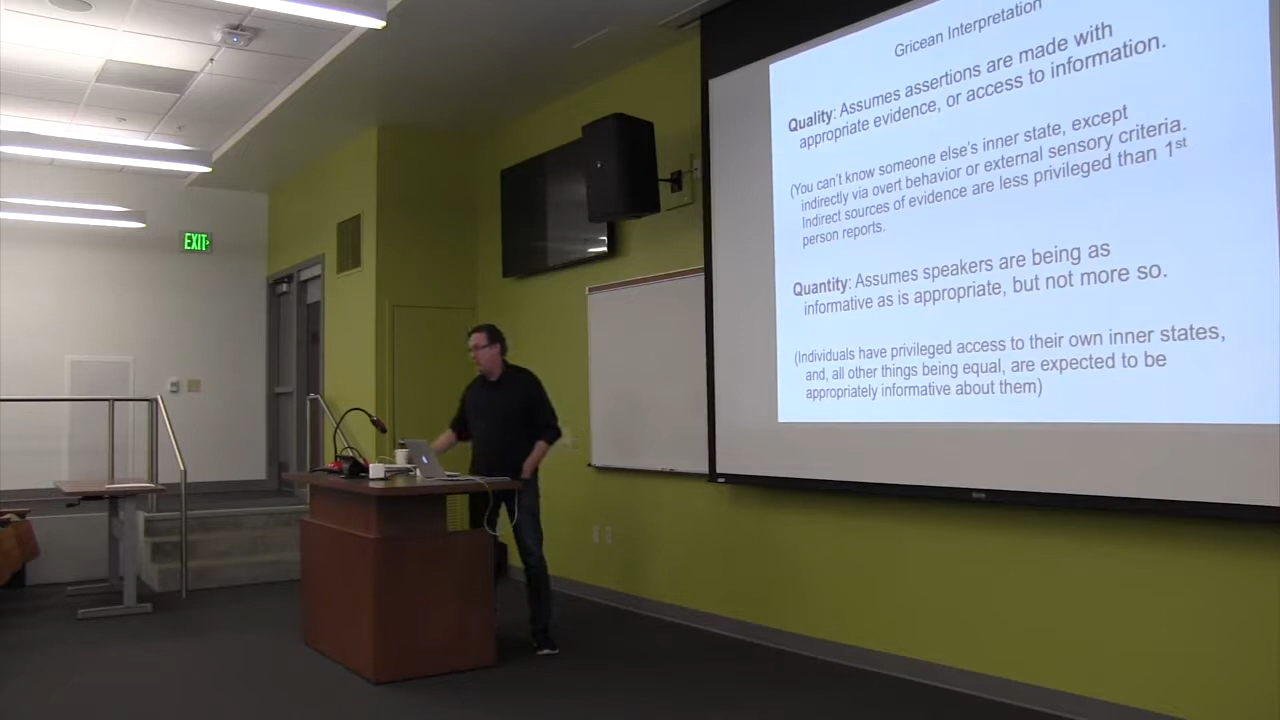 Gricean Interpretation
Quality: Assumes assertions are made with
appropriate evidence, or access to information.
(You can't know someone else's inner state, except
indirectly via overt behavior or external sensory criteria.
Indirect sources of evidence are less privileged than 1st
person reports.
Quantity: Assumes speakers are being as
informative as is appropriate, but not more so.
(Individuals have privileged access to their own inner states,
and, all other things being equal, are expected to be
appropriately informative about them)
EXIT